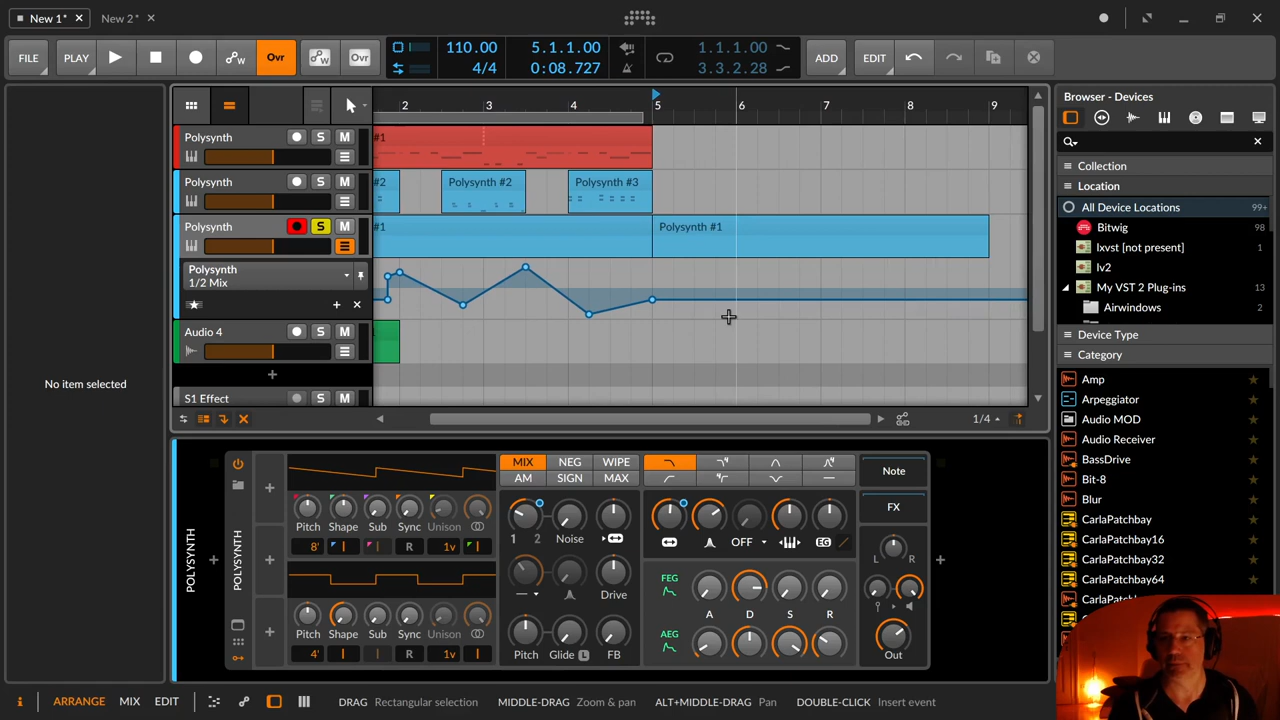 New 1*
New 2*
FILE
PLAY
Ovr
Ovr
110.00
4/4
5.1.1.00
0:08.727
1.1.1.00
3.3.2.28
ADD
EDIT
2 3 4 5 6 7 8 9
Browser - Devices
Polysynth S M
#1
Polysynth S M
#2
Polysynth #2
Polysynth #3
Polysynth S M
#1
Polysynth #1
Polysynth
1/2 Mix
Audio 4 S M
S1 Effect S M
1/4
No item selected
Collection
Location
All Device Locations 99+
Bitwig 98
lxvst [not present]
lv2
My VST 2 Plug-ins 13
Airwindows 2
Device Type
Category
Amp
Arpeggiator
Audio MOD
Audio Receiver
BassDrive
Bit-8
Blur
CarlaPatchbay
CarlaPatchbay16
CarlaPatchbay32
CarlaPatchbay64
POLYSYNTH
POLYSYNTH
Pitch Shape Sub Sync Unison
8' R 1v
Pitch Shape Sub Sync Unison
4' R 1v
MIX NEG WIPE
AM SIGN MAX
1 2 Noise
Drive
Pitch Glide L FB
OFF
EG
FEG
A D S R
AEG
Note
FX
L R
Out
i ARRANGE MIX EDIT
DRAG Rectangular selection
MIDDLE-DRAG Zoom & pan
ALT+MIDDLE-DRAG Pan
DOUBLE-CLICK Insert event